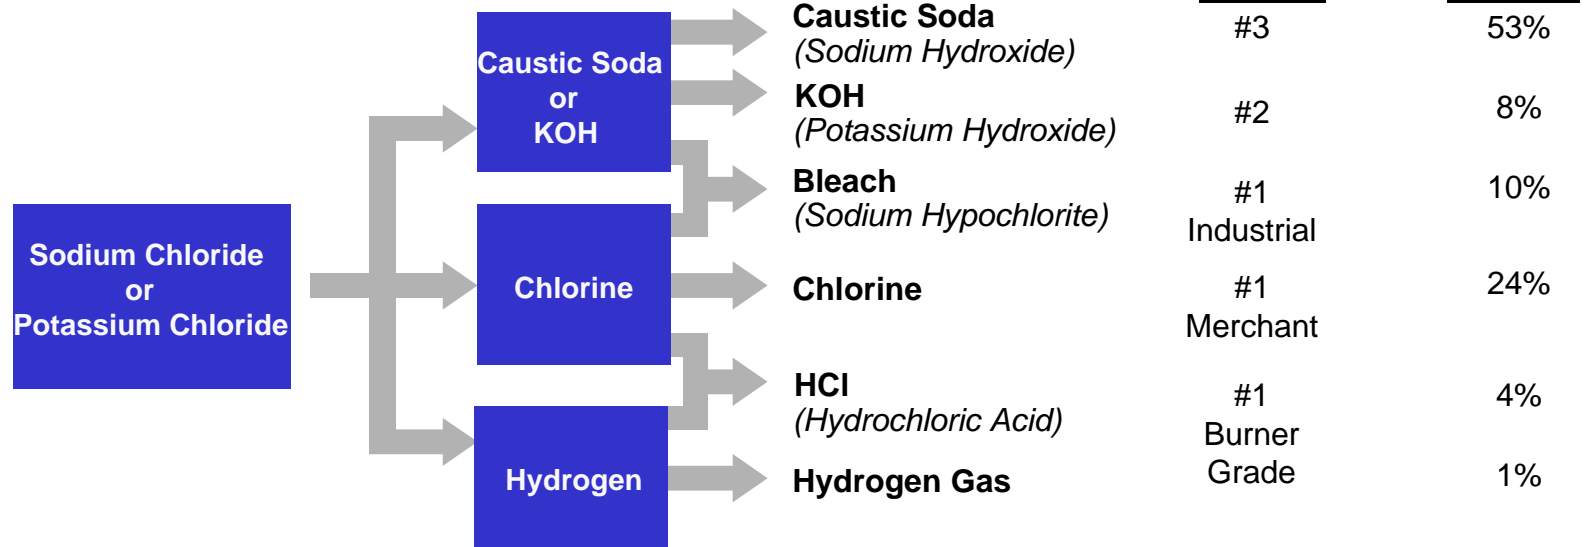 Caustic Soda
(Sodium Hydroxide)
#3
53%
Caustic Soda
or
KOH
KOH
(Potassium Hydroxide)
#2
8%
Bleach
(Sodium Hypochlorite)
#1
Industrial
10%
Sodium Chloride
or
Potassium Chloride
Chlorine
Chlorine
#1
Merchant
24%
HCl
(Hydrochloric Acid)
#1
Burner
Grade
4%
Hydrogen
Hydrogen Gas
1%